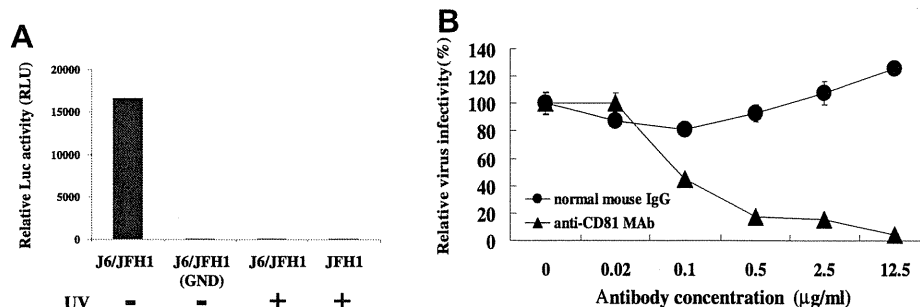 A
Relative Luc activity (RLU)
20000
15000
10000
5000
0
J6/JFH1 J6/JFH1 J6/JFH1 JFH1
(GND)
UV - - + +
B
Relative virus infectivity(%)
140
120
100
80
60
40
20
0
normal mouse IgG
anti-CD81 MAb
0 0.02 0.1 0.5 2.5 12.5
Antibody concentration (μg/ml)